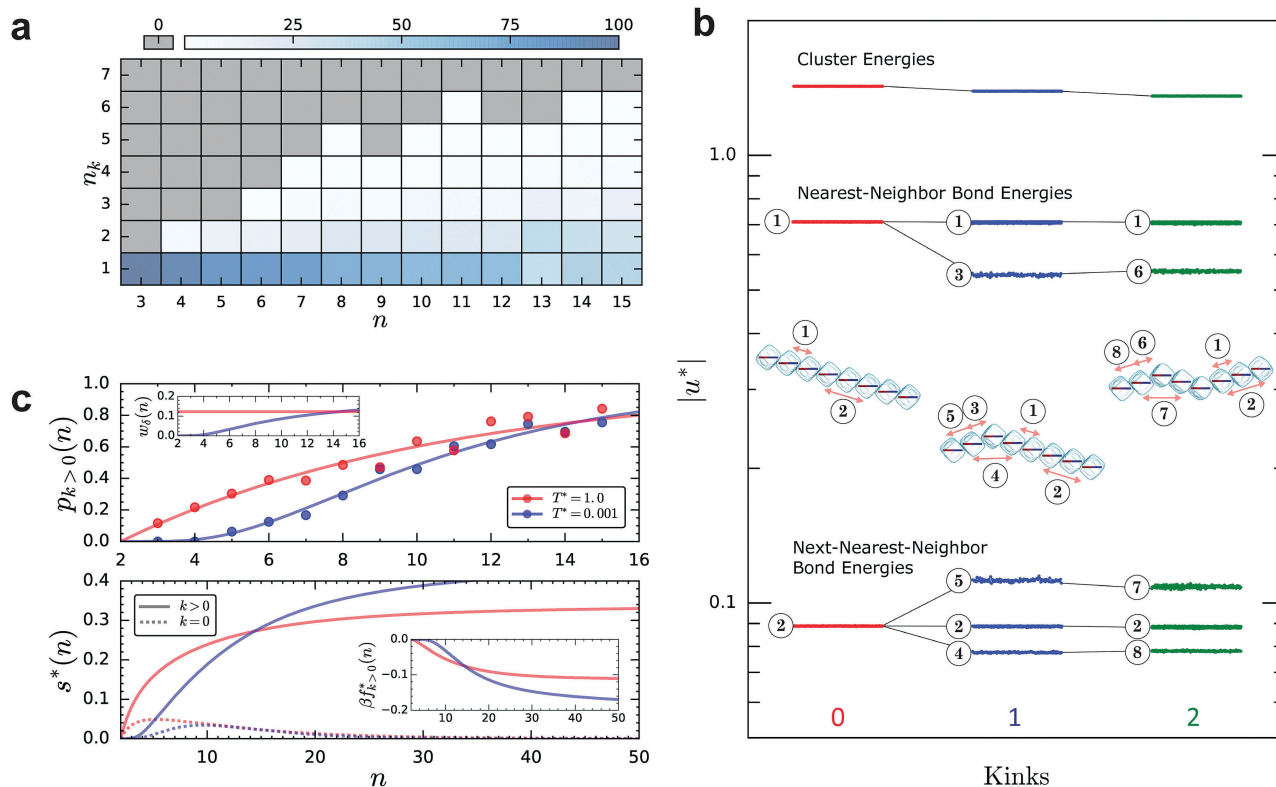 a
0 25 50 75 100
7
6
5
4
3
2
1
n_k
3 4 5 6 7 8 9 10 11 12 13 14 15
n
b
Cluster Energies
1.0
Nearest-Neighbor Bond Energies
1 1 1
3 6
|u*|
1 2
5 3 1 4 2
8 6 1 7 2
Next-Nearest-Neighbor
Bond Energies
0.1
5 7
2 2 2
4 8
0 1 2
Kinks
c
1.0
0.8
0.6
0.4
0.2
0.0
p_{k>0}(n)
0.2
0.1
0.0
w_δ(n)
2 4 6 8 10 12 14 16
T* = 1.0
T* = 0.001
2 4 6 8 10 12 14 16
0.4
0.3
0.2
0.1
0.0
s*(n)
k > 0
k = 0
0.0
−0.1
−0.2
βf*_{k>0}(n)
10 20 30 40 50
10 20 30 40 50
n